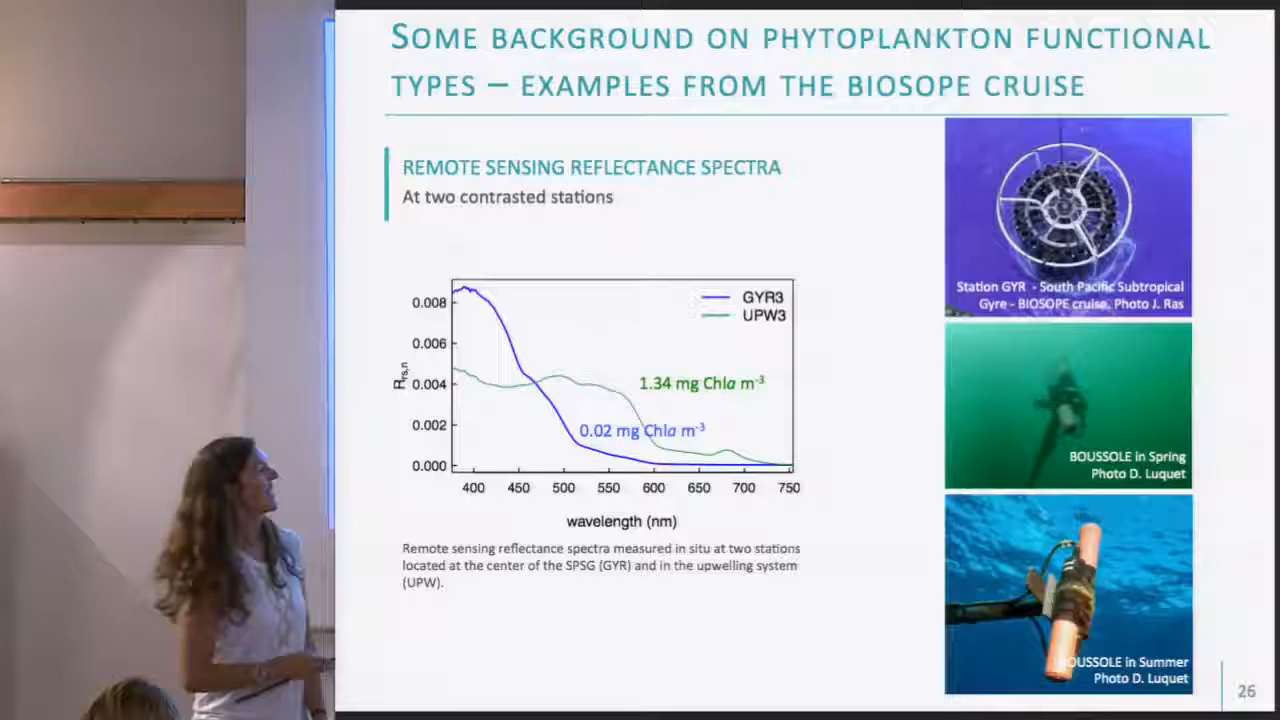 SOME BACKGROUND ON PHYTOPLANKTON FUNCTIONAL
TYPES – EXAMPLES FROM THE BIOSOPE CRUISE
REMOTE SENSING REFLECTANCE SPECTRA
At two contrasted stations
GYR3
UPW3
0.008
0.006
0.004
0.002
0.000
Rrs,n
1.34 mg Chla m-3
0.02 mg Chla m-3
400 450 500 550 600 650 700 750
wavelength (nm)
Remote sensing reflectance spectra measured in situ at two stations
located at the center of the SPSG (GYR) and in the upwelling system
(UPW).
Station GYR - South Pacific Subtropical
Gyre - BIOSOPE cruise. Photo J. Ras
BOUSSOLE in Spring
Photo D. Luquet
BOUSSOLE in Summer
Photo D. Luquet
26